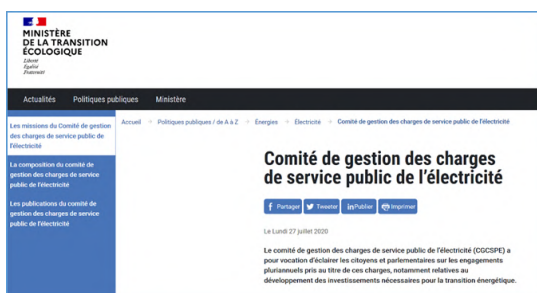 MINISTÈRE
DE LA TRANSITION
ÉCOLOGIQUE
Liberté
Égalité
Fraternité
Actualités Politiques publiques Ministère
Les missions du Comité de gestion
des charges de service public de
l'électricité
La composition du comité de
gestion des charges de service
public de l'électricité
Les publications du comité de
gestion des charges de service
public de l'électricité
Accueil Politiques publiques / de A à Z Énergies Électricité Comité de gestion des charges de service public de l'électricité
Comité de gestion des charges
de service public de l'électricité
Partager Tweeter Publier Imprimer
Le Lundi 27 juillet 2020
Le comité de gestion des charges de service public de l'électricité (CGCSPE) a
pour vocation d'éclairer les citoyens et parlementaires sur les engagements
pluriannuels pris au titre de ces charges, notamment relatives au
développement des investissements nécessaires pour la transition énergétique.